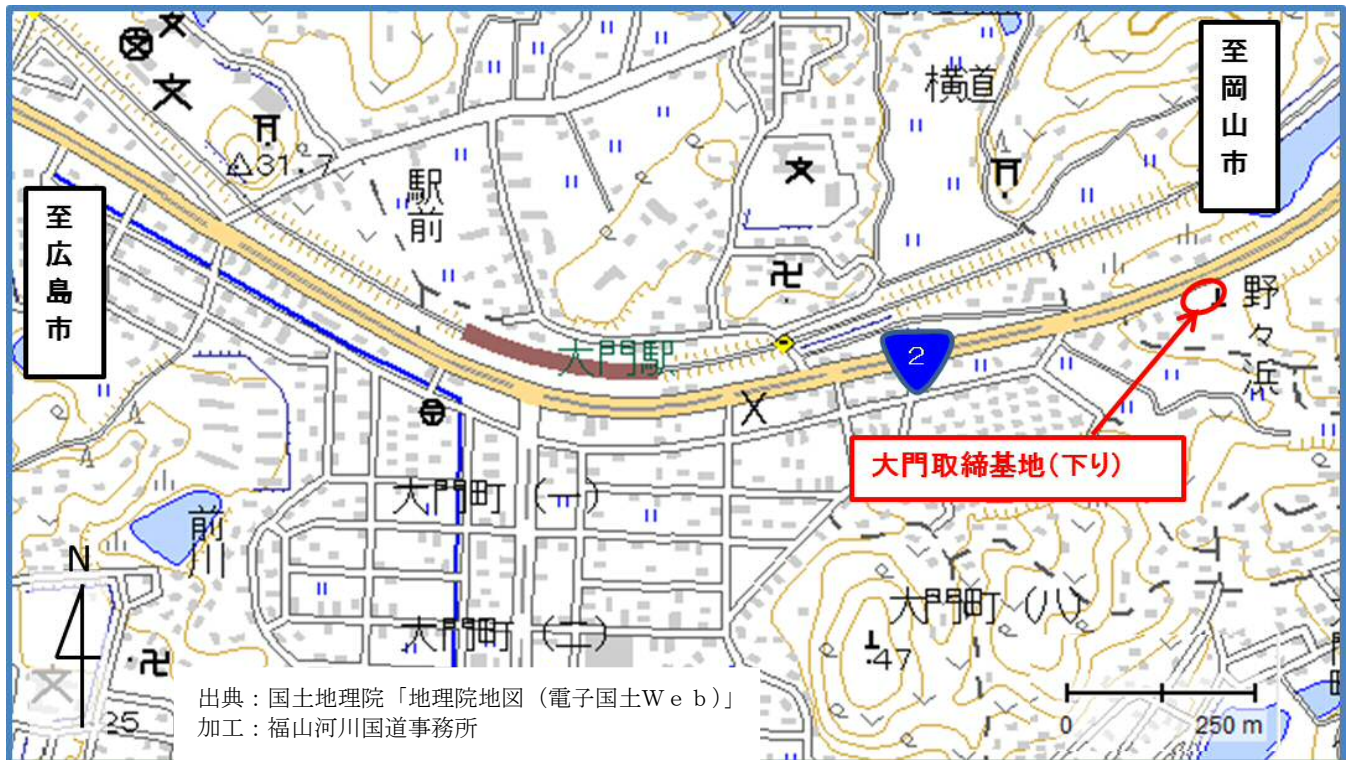 至岡山市
横道
31.7
駅前
至広島市
野々浜
大門駅
2
大門取締基地(下り)
大門町(一)
前川
N
大門町(八)
大門町(二)
47
出典：国土地理院「地理院地図（電子国土Web）」
加工：福山河川国道事務所
25
0 250 m